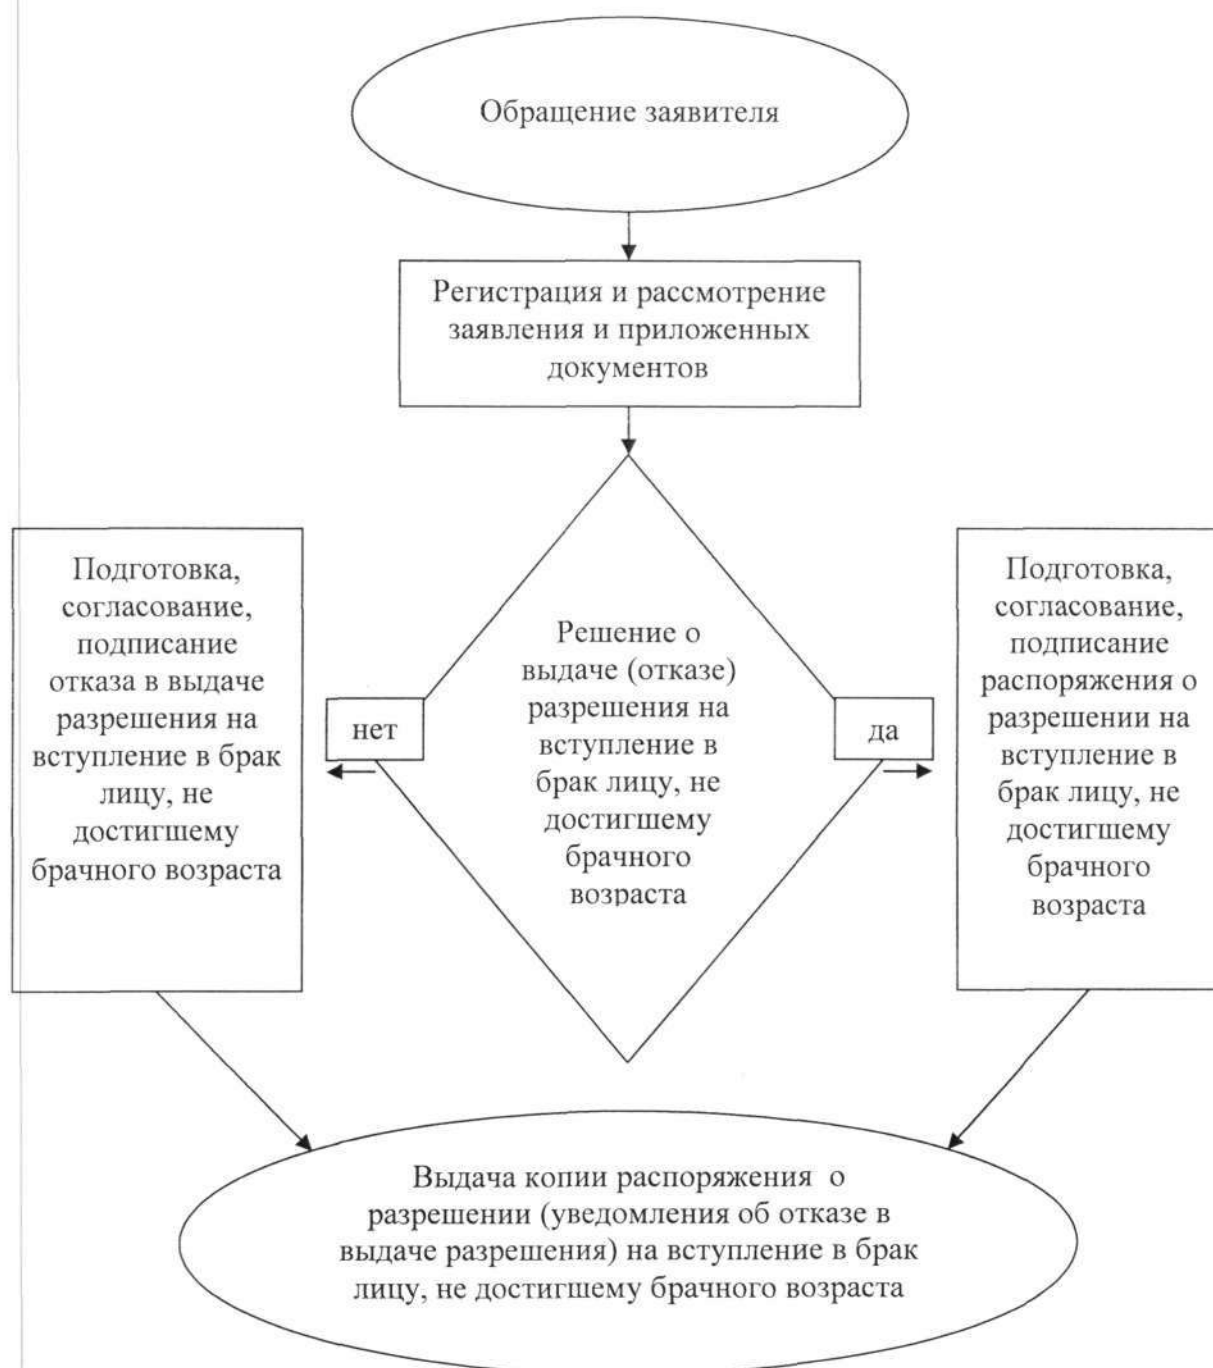 Обращение заявителя
Регистрация и рассмотрение
заявления и приложенных
документов
Подготовка,
согласование,
подписание
отказа в выдаче
разрешения на
вступление в брак
лицу, не
достигшему
брачного возраста
нет
Решение о
выдаче (отказе)
разрешения на
вступление в
брак лицу, не
достигшему
брачного
возраста
да
Подготовка,
согласование,
подписание
распоряжения о
разрешении на
вступление в
брак лицу, не
достигшему
брачного
возраста
Выдача копии распоряжения о
разрешении (уведомления об отказе в
выдаче разрешения) на вступление в брак
лицу, не достигшему брачного возраста